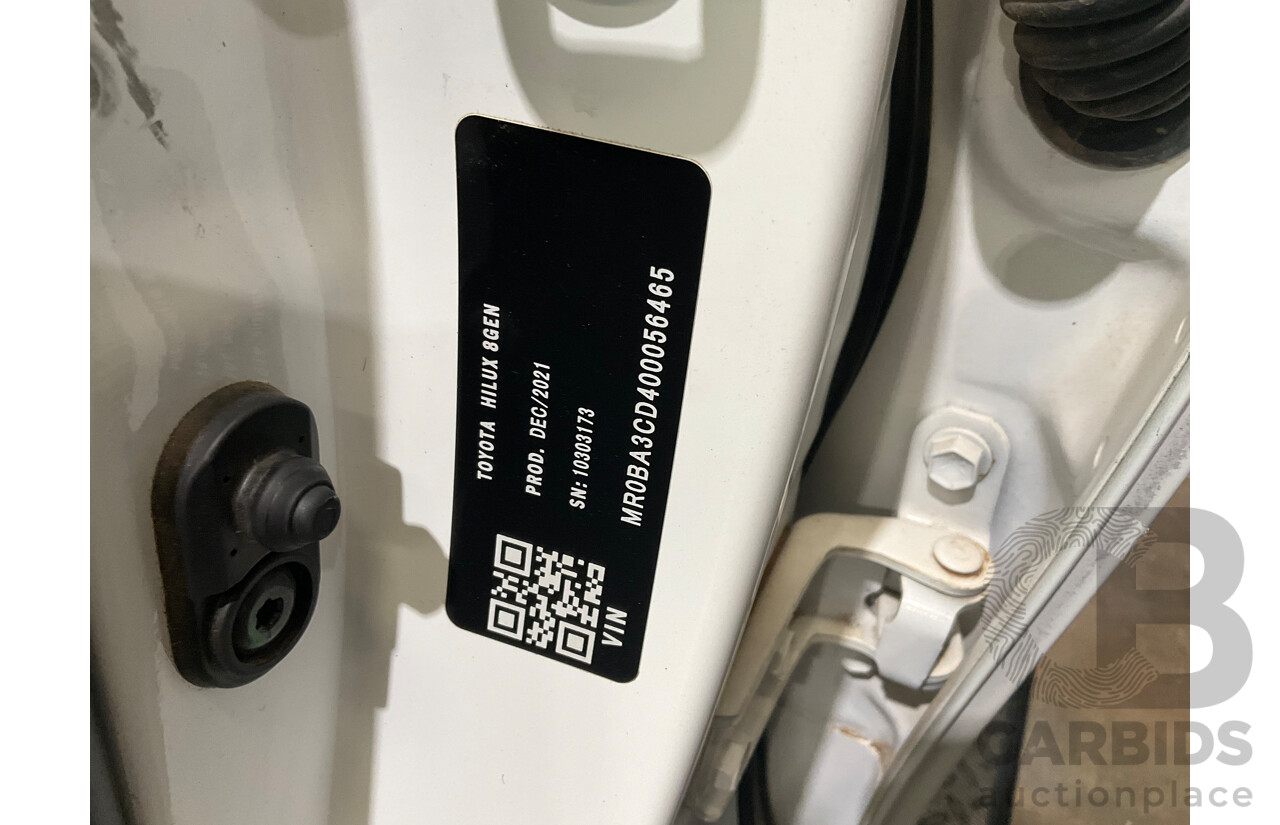 TOYOTA HILUX 8GEN
PROD. DEC/2021
SN: 10303173
VIN MR0BA3CD400056465
CARBIDS
auctionplace